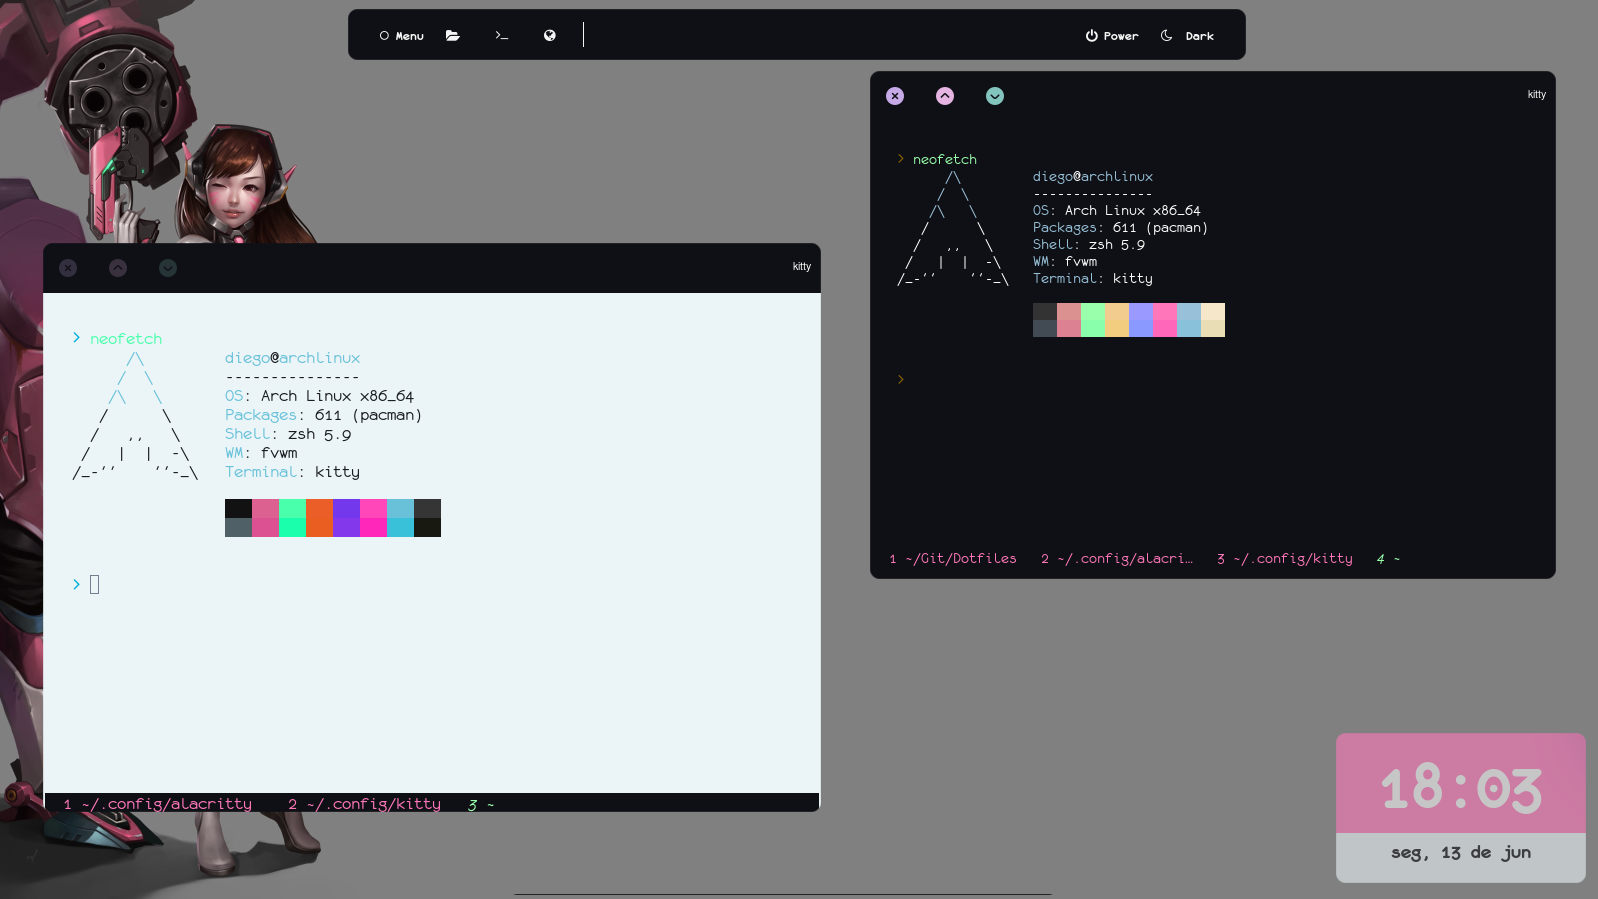 Menu
Power
Dark
kitty
> neofetch
diego@archlinux
---------------
OS: Arch Linux x86_64
Packages: 611 (pacman)
Shell: zsh 5.9
WM: fvwm
Terminal: kitty
>
1 ~/Git/Dotfiles 2 ~/.config/alacri… 3 ~/.config/kitty 4 ~
kitty
> neofetch
diego@archlinux
---------------
OS: Arch Linux x86_64
Packages: 611 (pacman)
Shell: zsh 5.9
WM: fvwm
Terminal: kitty
>
1 ~/.config/alacritty 2 ~/.config/kitty 3 ~
18:03
seg, 13 de jun